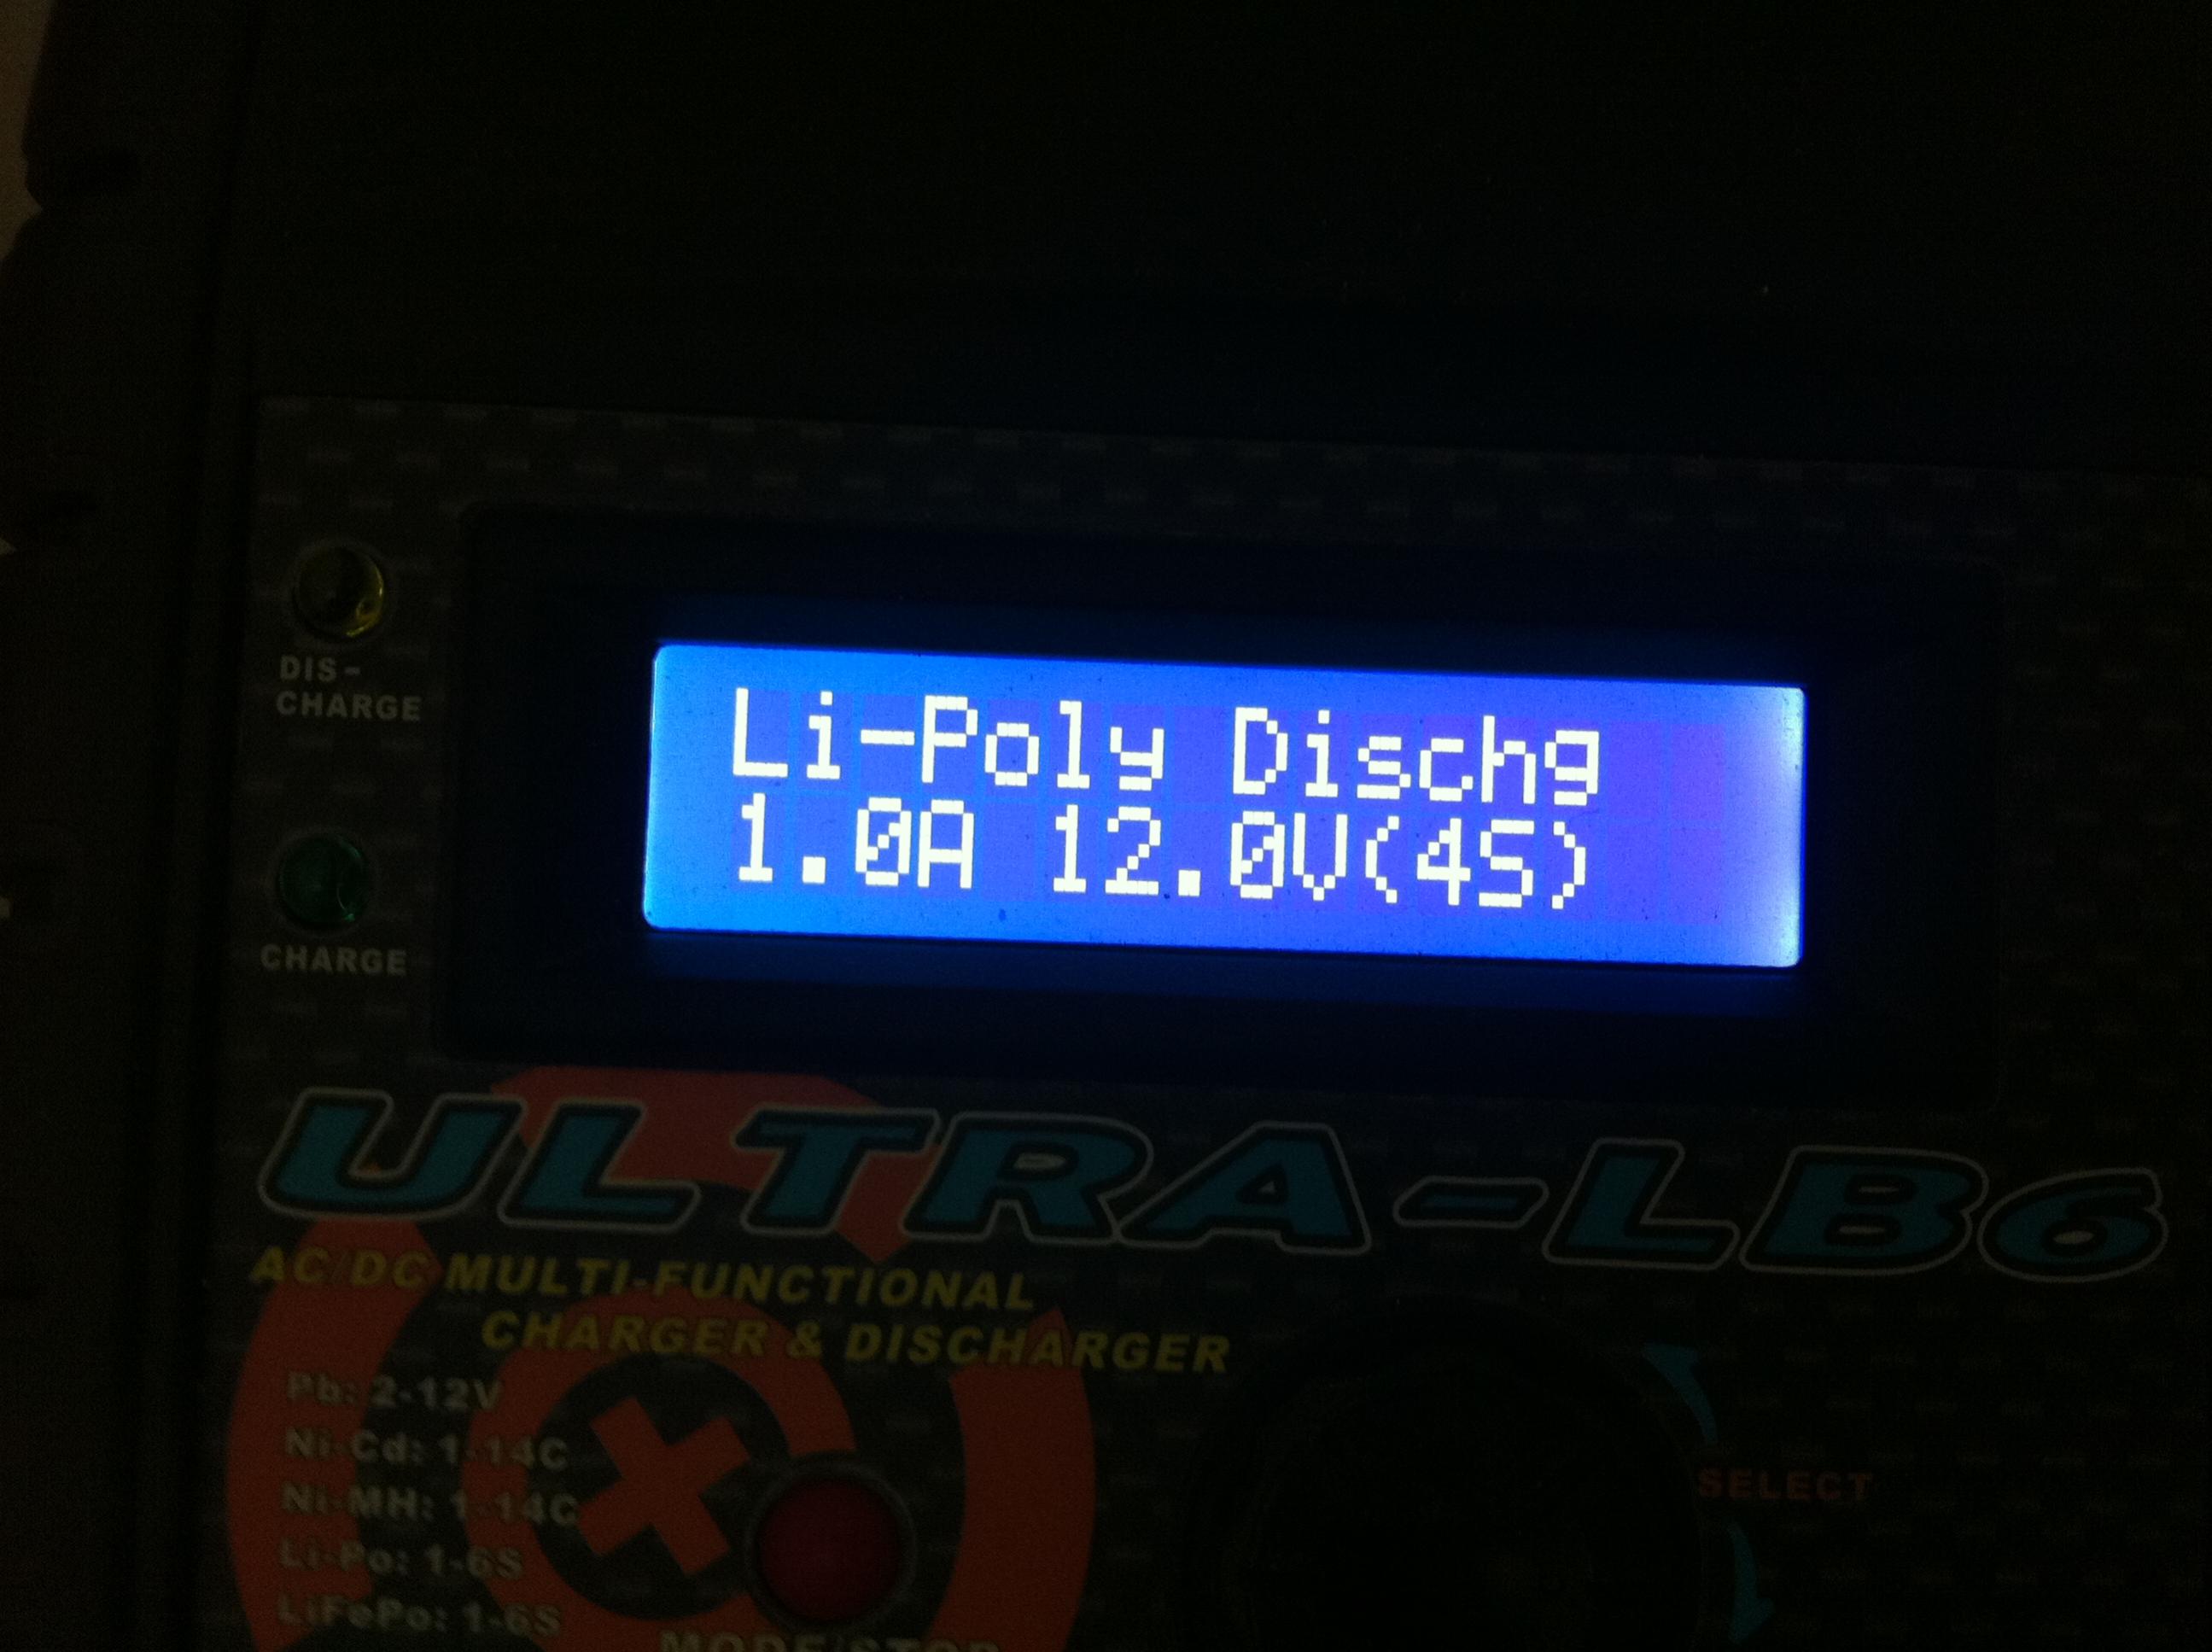 Li-Poly Dischg
1.0A 12.0V(4S)
DIS-
CHARGE
CHARGE
ULTRA-LB6
AC/DC MULTI-FUNCTIONAL
CHARGER & DISCHARGER
Pb: 2-12V
Ni-Cd: 1-14C
Ni-MH: 1-14C
Li-Po: 1-6S
LiFePo: 1-6S
SELECT
MODE/STOP